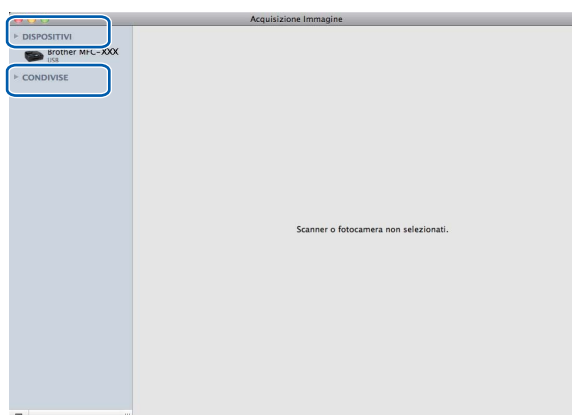 Acquisizione Immagine
DISPOSITIVI
Brother MFC-XXX
USB
CONDIVISE
Scanner o fotocamera non selezionati.